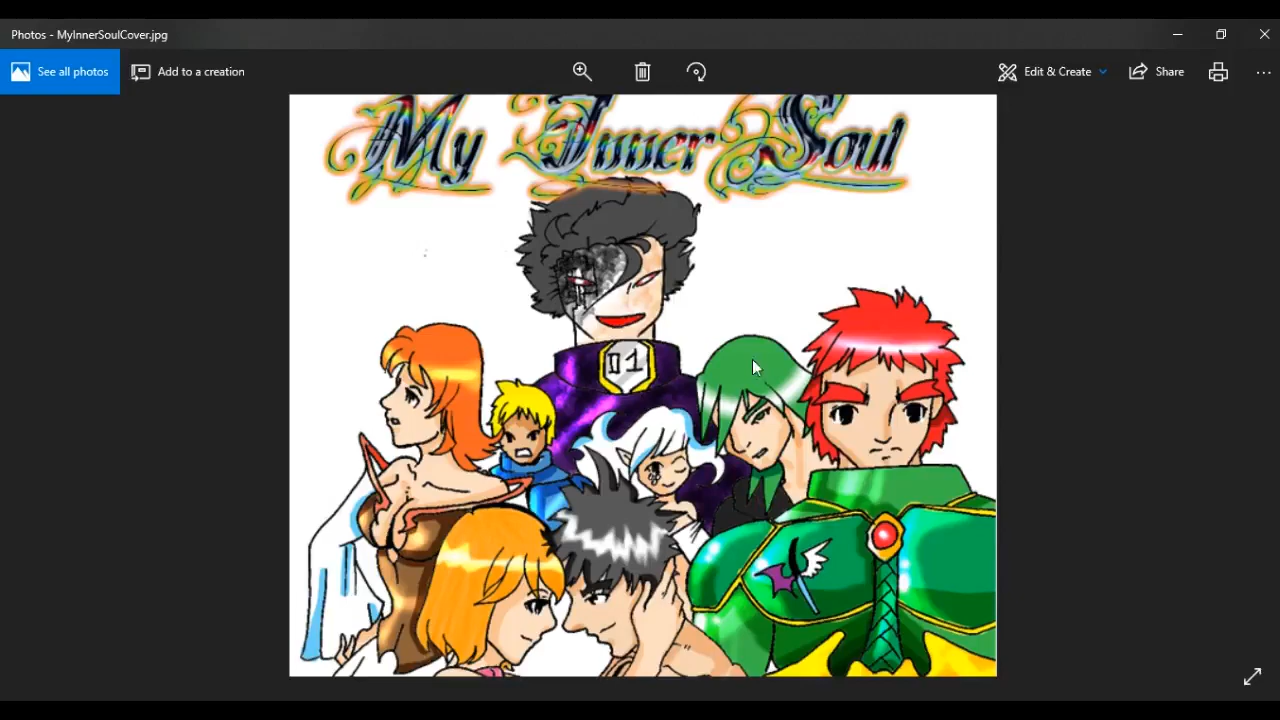 Photos - MyInnerSoulCover.jpg
See all photos
Add to a creation
Edit & Create
Share
My Inner Soul
01